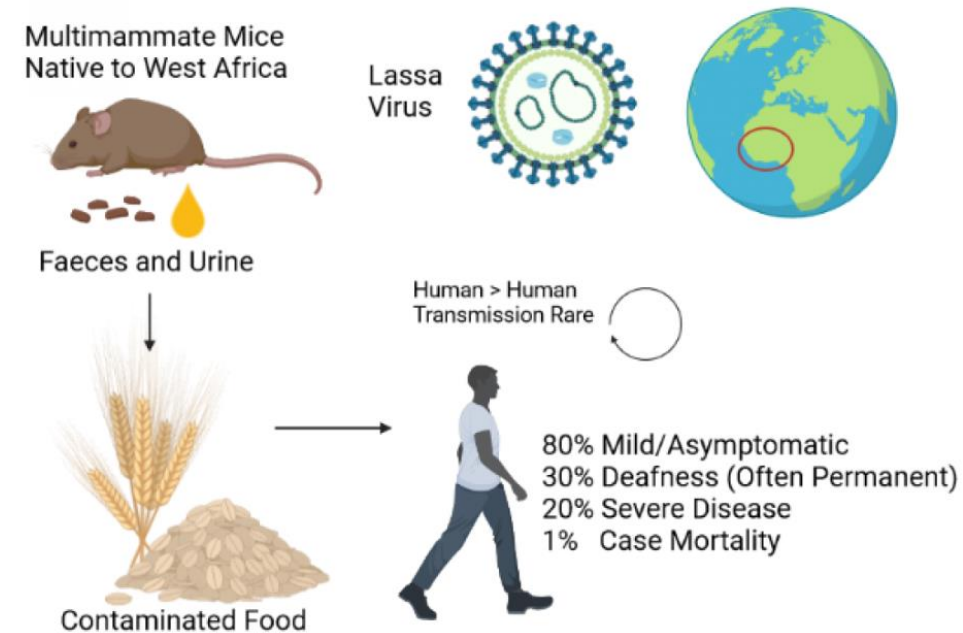 Multimammate Mice
Native to West Africa
Lassa
Virus
Faeces and Urine
Human > Human
Transmission Rare
80% Mild/Asymptomatic
30% Deafness (Often Permanent)
20% Severe Disease
1% Case Mortality
Contaminated Food